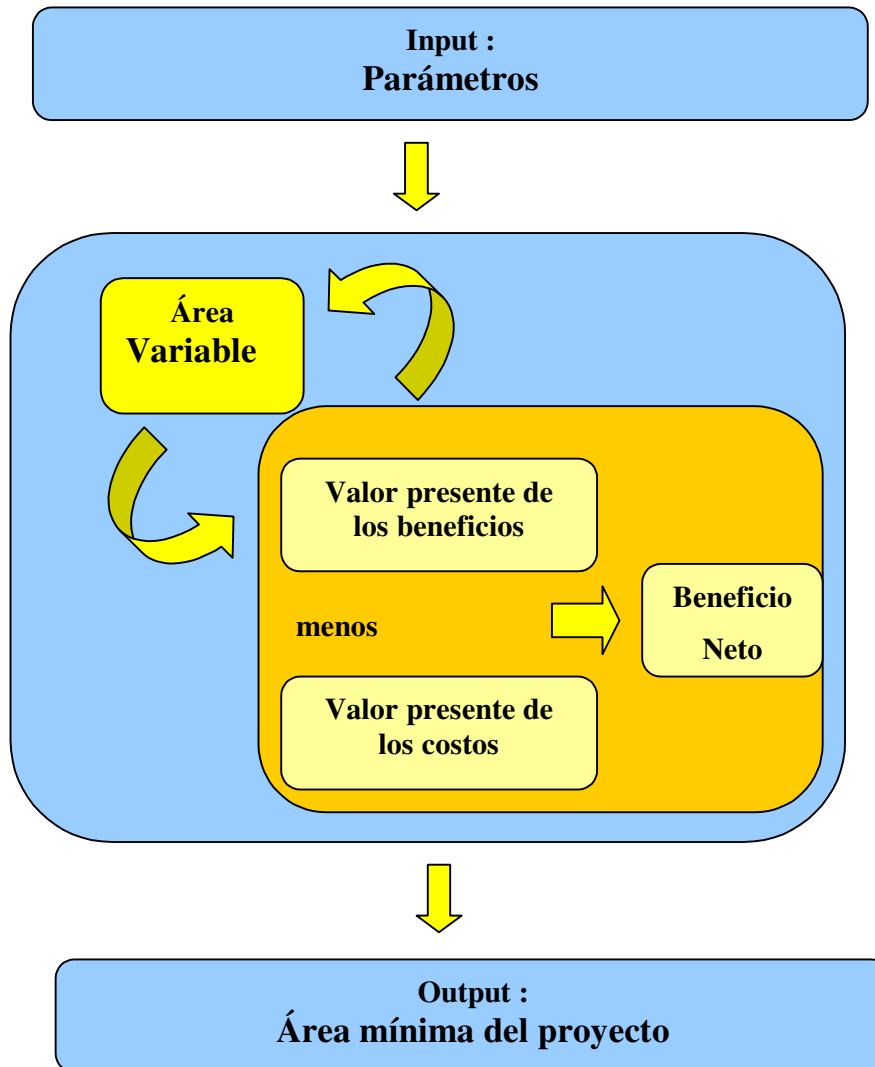 Input :
Parámetros
Área
Variable
Valor presente de
los beneficios
menos
Beneficio
Neto
Valor presente de
los costos
Output :
Área mínima del proyecto